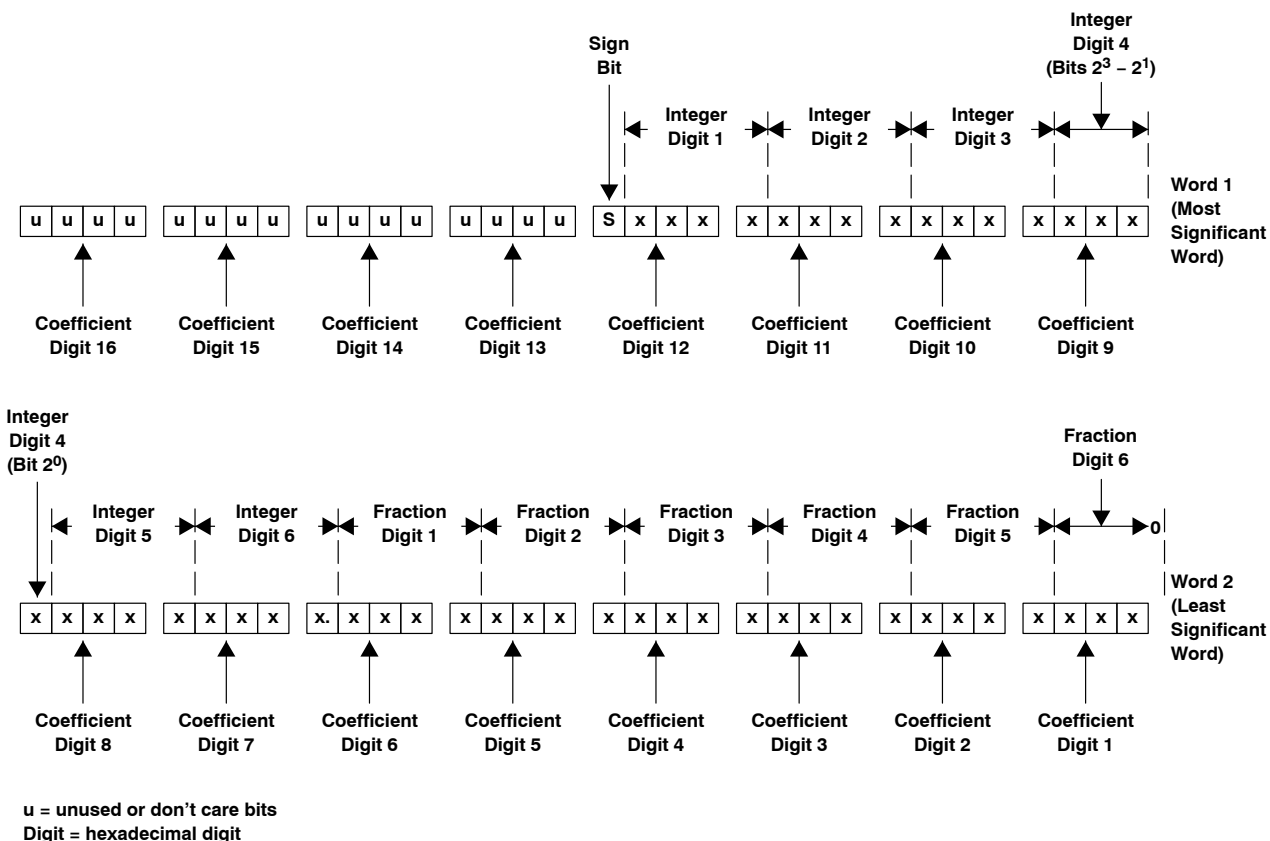 Integer
Digit 4
(Bits 2³ – 2¹)
Sign
Bit
Integer
Digit 1
Integer
Digit 2
Integer
Digit 3
u u u u
u u u u
u u u u
u u u u
S x x x
x x x x
x x x x
x x x x
Word 1
(Most
Significant
Word)
Coefficient
Digit 16
Coefficient
Digit 15
Coefficient
Digit 14
Coefficient
Digit 13
Coefficient
Digit 12
Coefficient
Digit 11
Coefficient
Digit 10
Coefficient
Digit 9
Integer
Digit 4
(Bit 2⁰)
Integer
Digit 5
Integer
Digit 6
Fraction
Digit 1
Fraction
Digit 2
Fraction
Digit 3
Fraction
Digit 4
Fraction
Digit 5
Fraction
Digit 6
0
x x x x
x x x x
x. x x x
x x x x
x x x x
x x x x
x x x x
x x x x
Word 2
(Least
Significant
Word)
Coefficient
Digit 8
Coefficient
Digit 7
Coefficient
Digit 6
Coefficient
Digit 5
Coefficient
Digit 4
Coefficient
Digit 3
Coefficient
Digit 2
Coefficient
Digit 1
u = unused or don’t care bits
Digit = hexadecimal digit